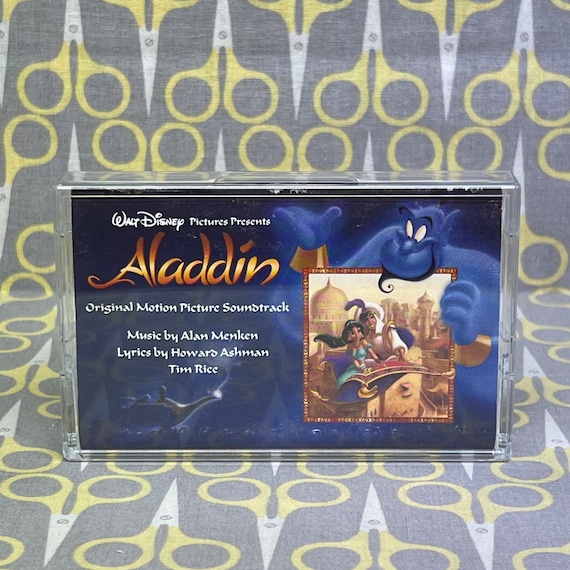 Walt Disney Pictures Presents
Aladdin
Original Motion Picture Soundtrack
Music by Alan Menken
Lyrics by Howard Ashman
Tim Rice